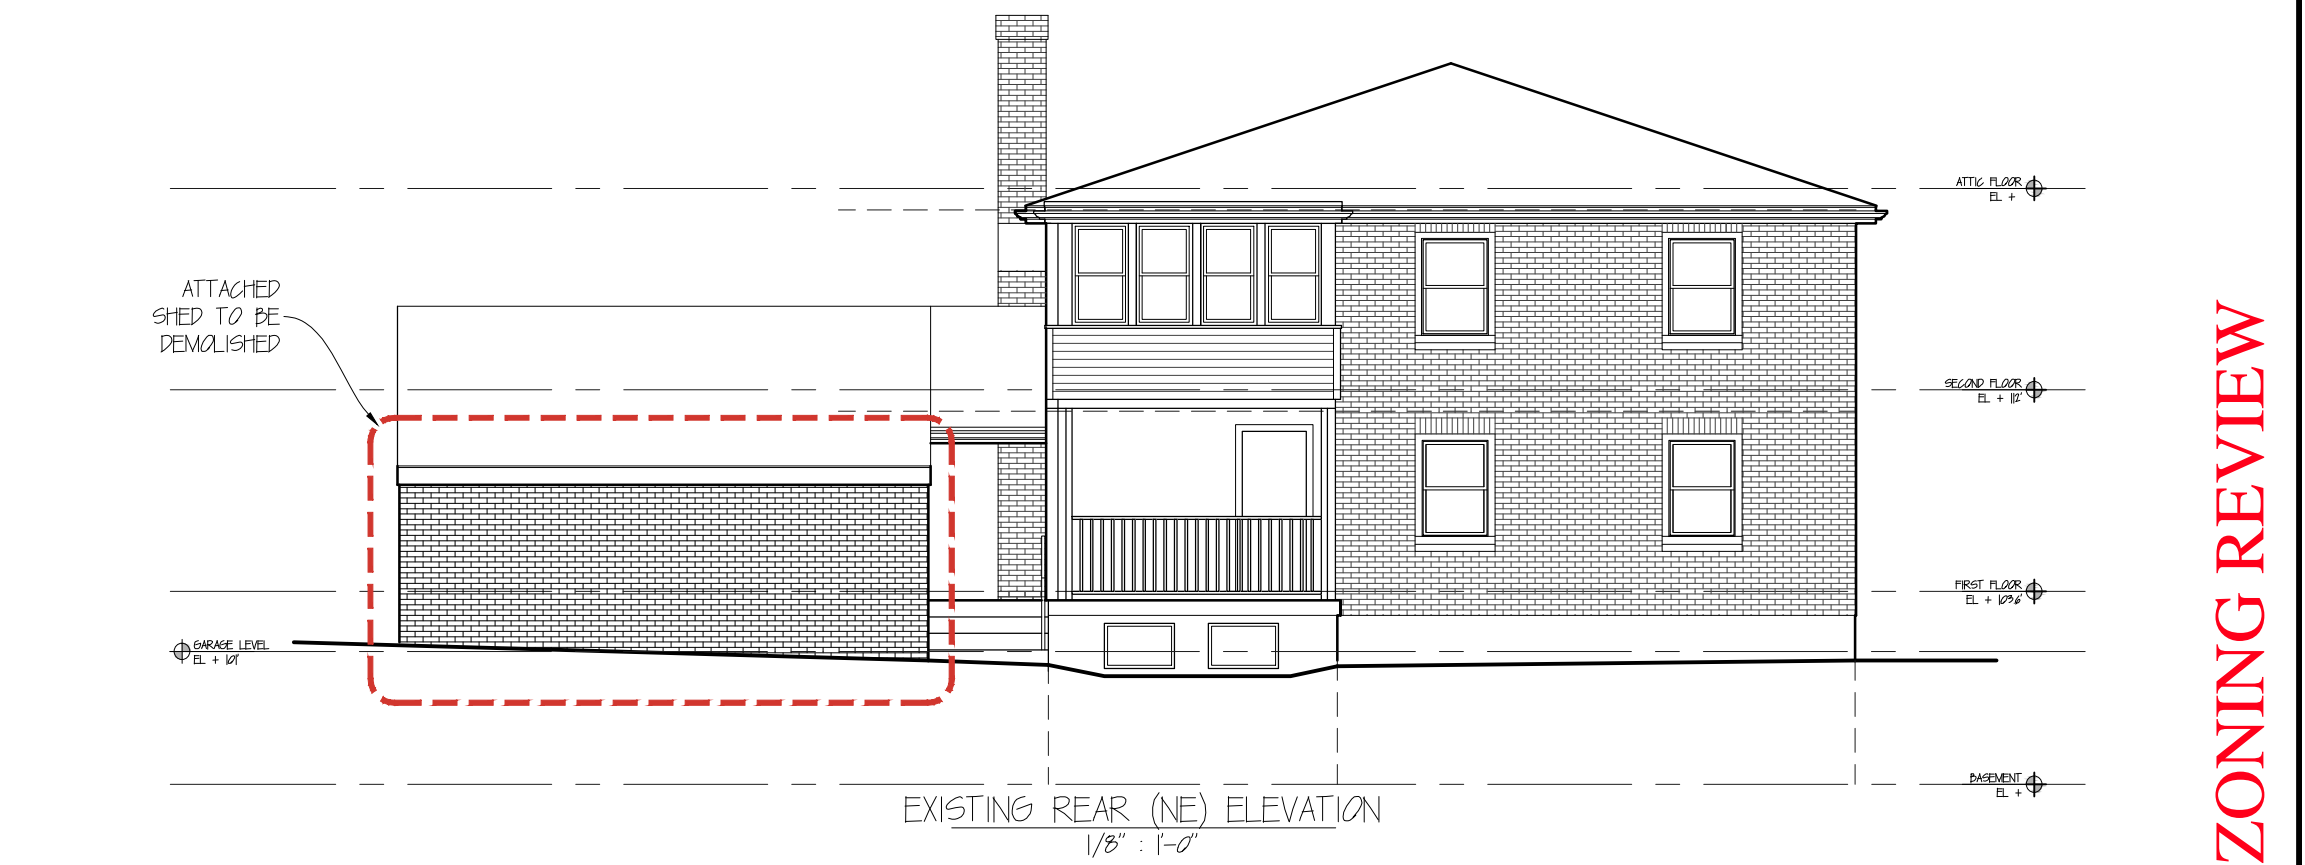 ATTIC FLOOR
EL +
ATTACHED
SHED TO BE
DEMOLISHED
SECOND FLOOR
EL + 112'
FIRST FLOOR
EL + 103.6'
GARAGE LEVEL
EL + 101'
BASEMENT
EL +
EXISTING REAR (NE) ELEVATION
1/8" : 1'-0"
ZONING REVIEW